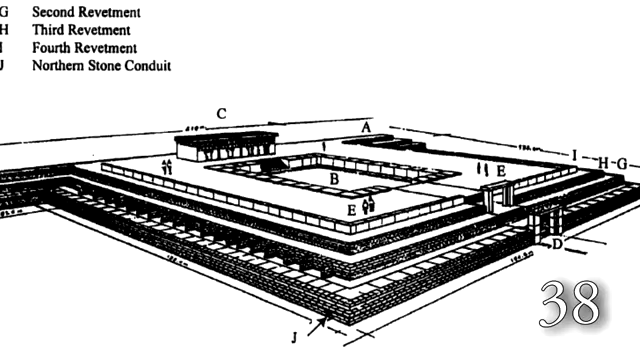 G Second Revetment
H Third Revetment
I Fourth Revetment
J Northern Stone Conduit
C
A
I
H
G
E
B
E
D
J
38